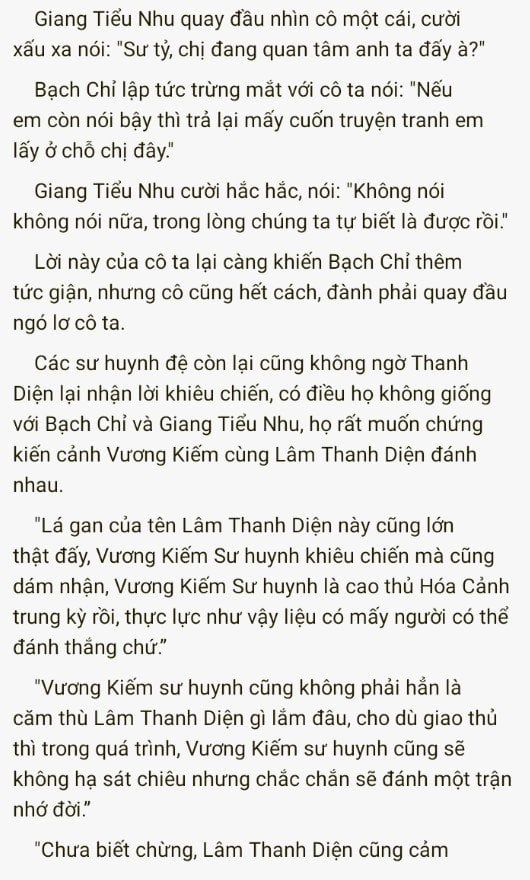 Giang Tiểu Nhu quay đầu nhìn cô một cái, cười
xấu xa nói: "Sư tỷ, chị đang quan tâm anh ta đấy à?"
Bạch Chỉ lập tức trừng mắt với cô ta nói: "Nếu
em còn nói bậy thì trả lại mấy cuốn truyện tranh em
lấy ở chỗ chị đây."
Giang Tiểu Nhu cười hắc hắc, nói: "Không nói
không nói nữa, trong lòng chúng ta tự biết là được rồi."
Lời này của cô ta lại càng khiến Bạch Chỉ thêm
tức giận, nhưng cô cũng hết cách, đành phải quay đầu
ngó lơ cô ta.
Các sư huynh đệ còn lại cũng không ngờ Thanh
Diện lại nhận lời khiêu chiến, có điều họ không giống
với Bạch Chỉ và Giang Tiểu Nhu, họ rất muốn chứng
kiến cảnh Vương Kiếm cùng Lâm Thanh Diện đánh
nhau.
"Lá gan của tên Lâm Thanh Diện này cũng lớn
thật đấy, Vương Kiếm Sư huynh khiêu chiến mà cũng
dám nhận, Vương Kiếm Sư huynh là cao thủ Hóa Cảnh
trung kỳ rồi, thực lực như vậy liệu có mấy người có thể
đánh thắng chứ.”
"Vương Kiếm sư huynh cũng không phải hẳn là
căm thù Lâm Thanh Diện gì lắm đâu, cho dù giao thủ
thì trong quá trình, Vương Kiếm sư huynh cũng sẽ
không hạ sát chiêu nhưng chắc chắn sẽ đánh một trận
nhớ đời.”
"Chưa biết chừng, Lâm Thanh Diện cũng cảm